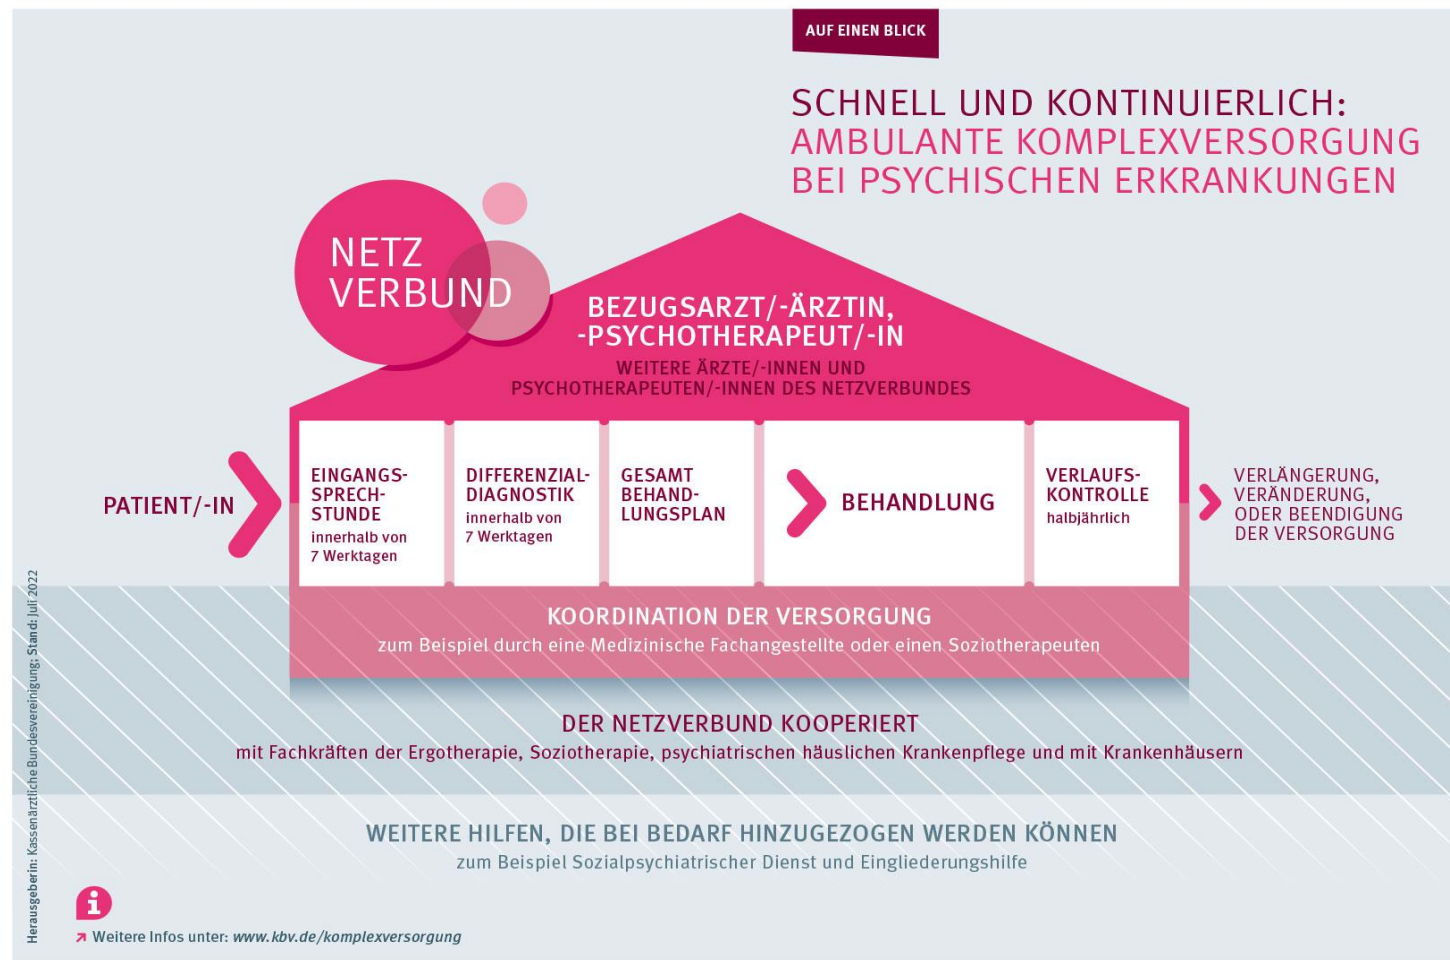 AUF EINEN BLICK
SCHNELL UND KONTINUIERLICH:
AMBULANTE KOMPLEXVERSORGUNG
BEI PSYCHISCHEN ERKRANKUNGEN
NETZ
VERBUND
BEZUGSARZT/-ÄRZTIN,
-PSYCHOTHERAPEUT/-IN
WEITERE ÄRZTE/-INNEN UND
PSYCHOTHERAPEUTEN/-INNEN DES NETZVERBUNDES
PATIENT/-IN
EINGANGS-
SPRECH-
STUNDE
innerhalb von
7 Werktagen
DIFFERENZIAL-
DIAGNOSTIK
innerhalb von
7 Werktagen
GESAMT
BEHAND-
LUNGSPLAN
BEHANDLUNG
VERLAUFS-
KONTROLLE
halbjährlich
VERLÄNGERUNG,
VERÄNDERUNG,
ODER BEENDIGUNG
DER VERSORGUNG
KOORDINATION DER VERSORGUNG
zum Beispiel durch eine Medizinische Fachangestellte oder einen Soziotherapeuten
DER NETZVERBUND KOOPERIERT
mit Fachkräften der Ergotherapie, Soziotherapie, psychiatrischen häuslichen Krankenpflege und mit Krankenhäusern
WEITERE HILFEN, DIE BEI BEDARF HINZUGEZOGEN WERDEN KÖNNEN
zum Beispiel Sozialpsychiatrischer Dienst und Eingliederungshilfe
i
Weitere Infos unter: www.kbv.de/komplexversorgung
Herausgeberin: Kassenärztliche Bundesvereinigung; Stand: Juli 2022